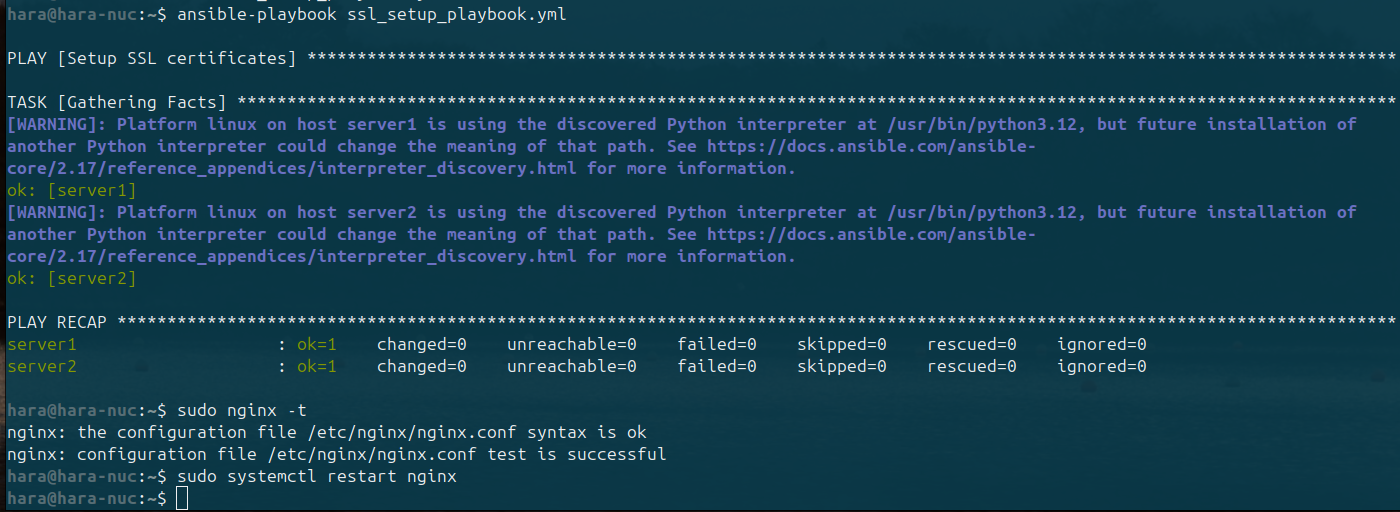 hara@hara-nuc:~$ ansible-playbook ssl_setup_playbook.yml
PLAY [Setup SSL certificates] *************************************************************************************************************
TASK [Gathering Facts] ********************************************************************************************************************
[WARNING]: Platform linux on host server1 is using the discovered Python interpreter at /usr/bin/python3.12, but future installation of
another Python interpreter could change the meaning of that path. See https://docs.ansible.com/ansible-
core/2.17/reference_appendices/interpreter_discovery.html for more information.
ok: [server1]
[WARNING]: Platform linux on host server2 is using the discovered Python interpreter at /usr/bin/python3.12, but future installation of
another Python interpreter could change the meaning of that path. See https://docs.ansible.com/ansible-
core/2.17/reference_appendices/interpreter_discovery.html for more information.
ok: [server2]
PLAY RECAP ********************************************************************************************************************************
server1                    : ok=1    changed=0    unreachable=0    failed=0    skipped=0    rescued=0    ignored=0
server2                    : ok=1    changed=0    unreachable=0    failed=0    skipped=0    rescued=0    ignored=0
hara@hara-nuc:~$ sudo nginx -t
nginx: the configuration file /etc/nginx/nginx.conf syntax is ok
nginx: configuration file /etc/nginx/nginx.conf test is successful
hara@hara-nuc:~$ sudo systemctl restart nginx
hara@hara-nuc:~$